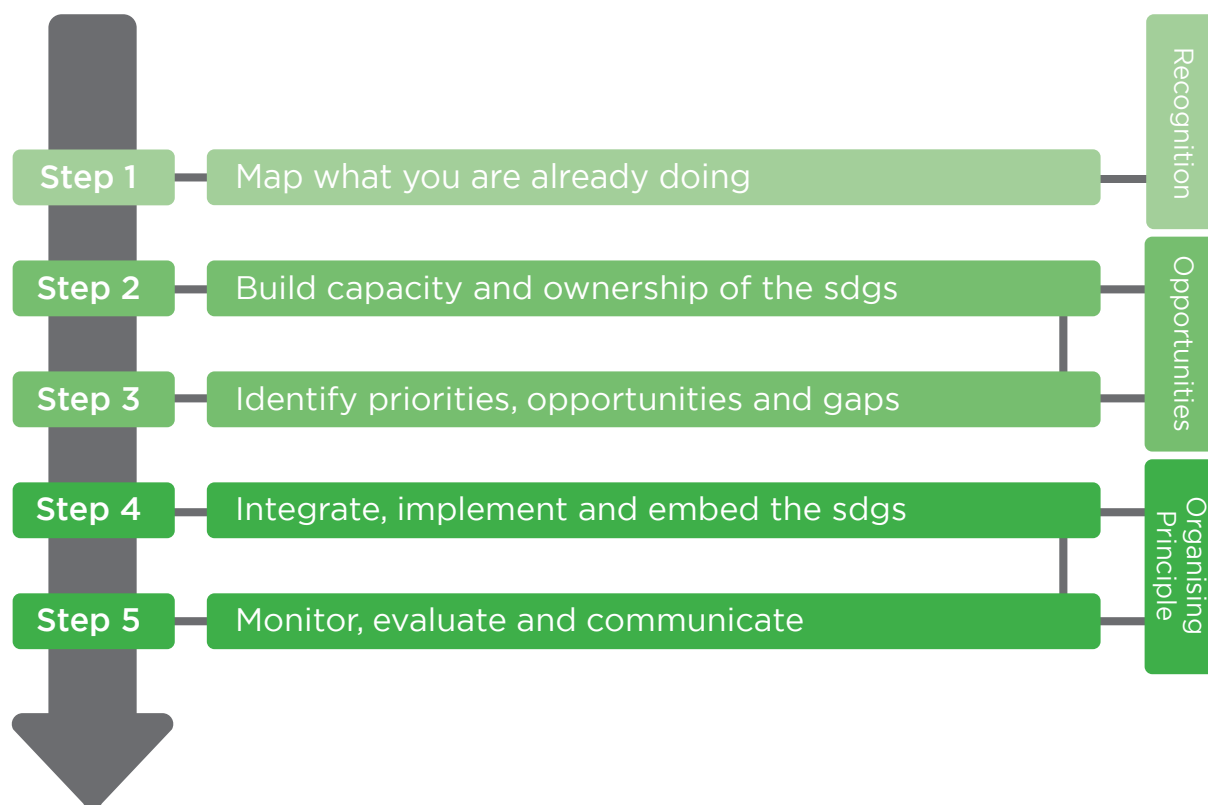 Recognition
Step 1
Map what you are already doing
Step 2
Build capacity and ownership of the sdgs
Opportunities
Step 3
Identify priorities, opportunities and gaps
Step 4
Integrate, implement and embed the sdgs
Organising
Principle
Step 5
Monitor, evaluate and communicate